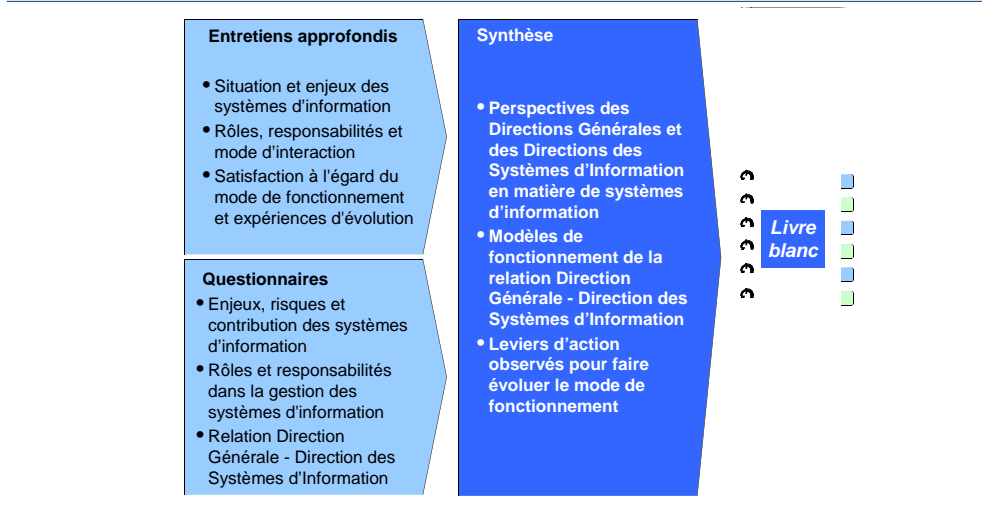 Entretiens approfondis
• Situation et enjeux des
systèmes d’information
• Rôles, responsabilités et
mode d’interaction
• Satisfaction à l'égard du
mode de fonctionnement
et expériences d'évolution
Questionnaires
• Enjeux, risques et
contribution des systèmes
d’information
• Rôles et responsabilités
dans la gestion des
systèmes d'information
• Relation Direction
Générale - Direction des
Systèmes d’Information
Synthèse
• Perspectives des
Directions Générales et
des Directions des
Systèmes d’Information
en matière de systèmes
d’information
• Modèles de
fonctionnement de la
relation Direction
Générale - Direction des
Systèmes d’Information
• Leviers d’action
observés pour faire
évoluer le mode de
fonctionnement
Livre
blanc